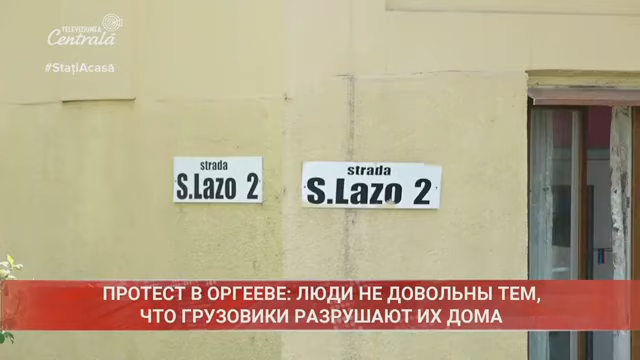 TELEVIZIUNEA
Centrală
#StațiAcasă
strada
S.Lazo 2
strada
S.Lazo 2
ПРОТЕСТ В ОРГЕЕВЕ: ЛЮДИ НЕ ДОВОЛЬНЫ ТЕМ,
ЧТО ГРУЗОВИКИ РАЗРУШАЮТ ИХ ДОМА